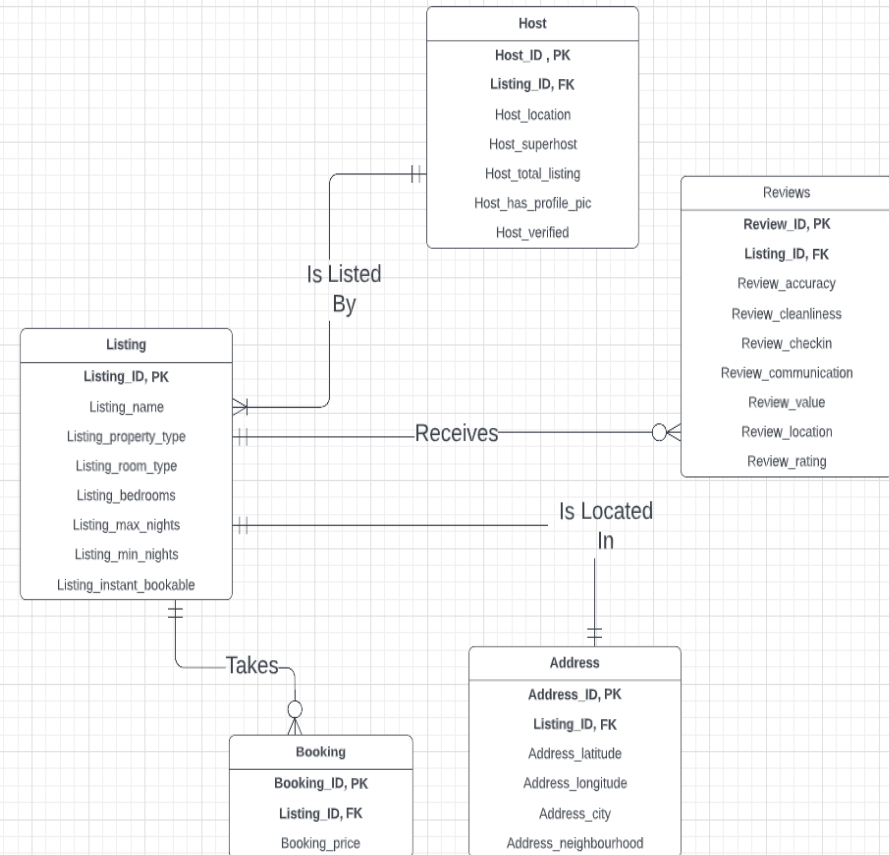 Host
Host_ID , PK
Listing_ID, FK
Host_location
Host_superhost
Host_total_listing
Host_has_profile_pic
Host_verified
Reviews
Review_ID, PK
Listing_ID, FK
Review_accuracy
Review_cleanliness
Review_checkin
Review_communication
Review_value
Review_location
Review_rating
Is Listed
By
Listing
Listing_ID, PK
Listing_name
Listing_property_type
Listing_room_type
Listing_bedrooms
Listing_max_nights
Listing_min_nights
Listing_instant_bookable
Receives
Is Located
In
Takes
Address
Address_ID, PK
Listing_ID, FK
Address_latitude
Address_longitude
Address_city
Address_neighbourhood
Booking
Booking_ID, PK
Listing_ID, FK
Booking_price